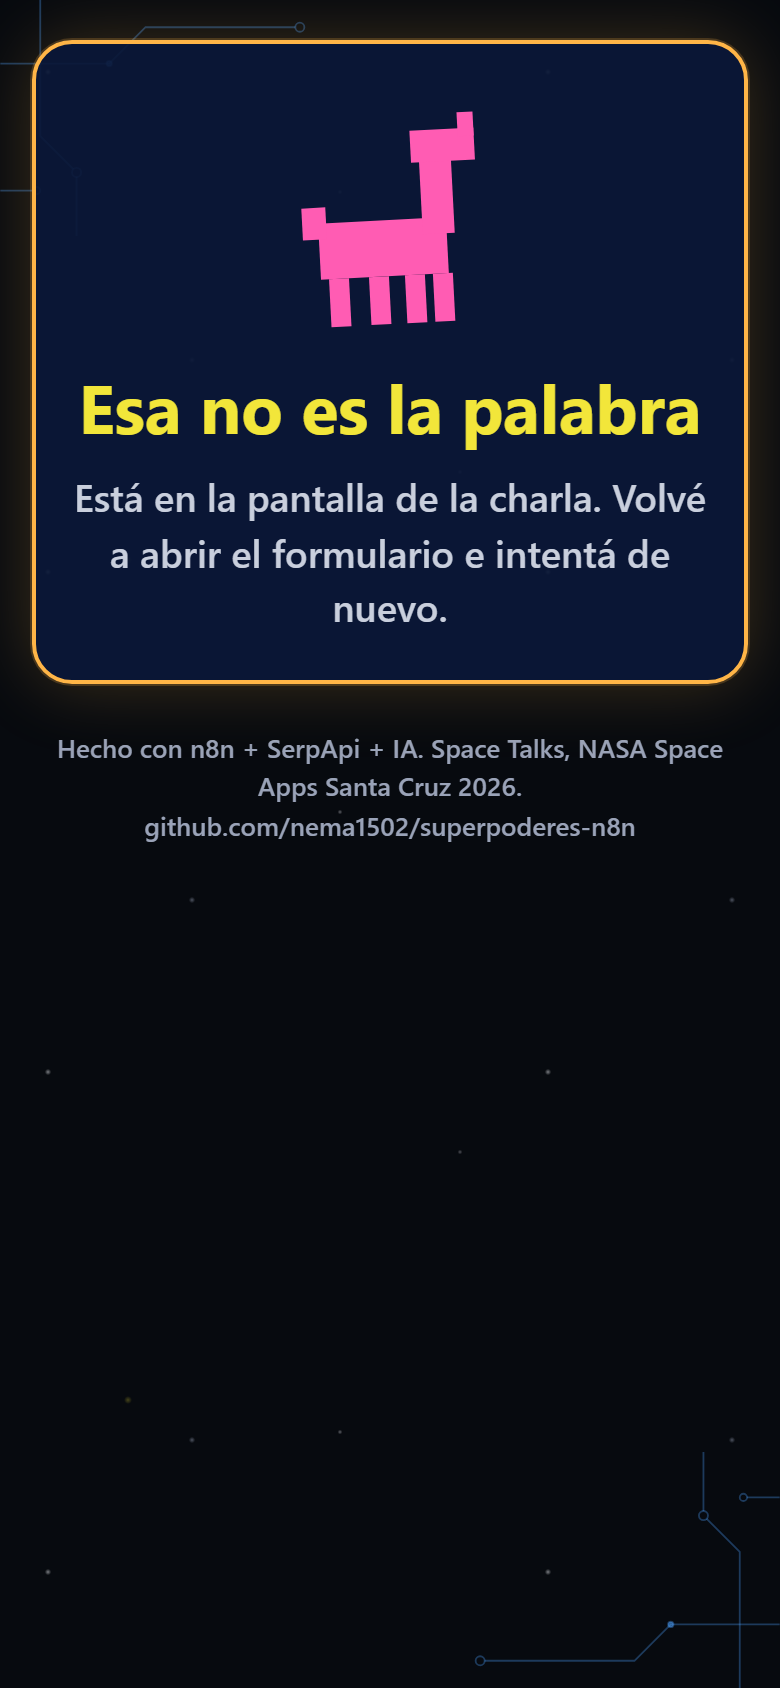 Esa no es la palabra
Está en la pantalla de la charla. Volvé
a abrir el formulario e intentá de
nuevo.
Hecho con n8n + SerpApi + IA. Space Talks, NASA Space
Apps Santa Cruz 2026.
github.com/nema1502/superpoderes-n8n